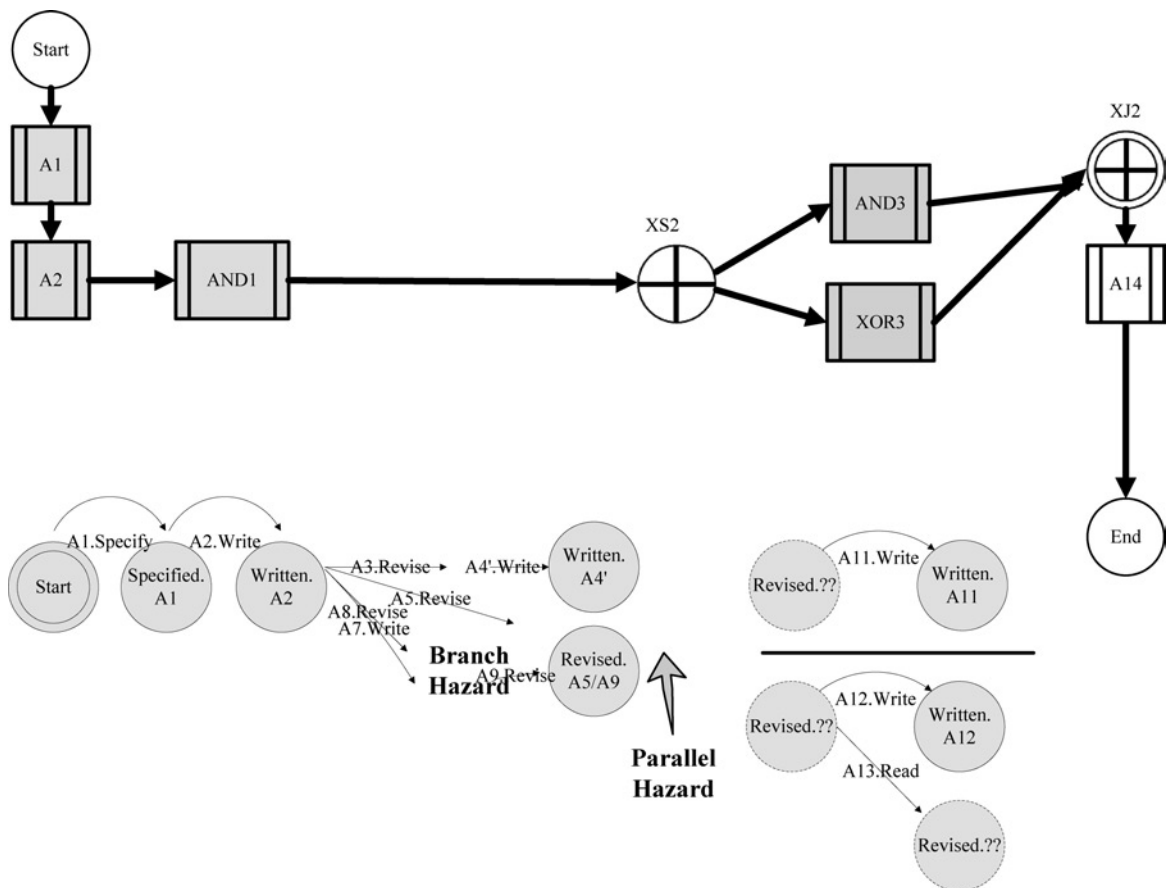 Start
XJ2
A1
AND3
XS2
A2
AND1
A14
XOR3
End
A1.Specify
A2.Write
A3.Revise
A4'.Write
Written.
A4'
A11.Write
Start
Specified.
A1
Written.
A2
Revised.??
Written.
A11
A5.Revise
A8.Revise
A7.Write
Branch
Hazard
A9.Revise
Revised.
A5/A9
A12.Write
Revised.??
Written.
A12
Parallel
Hazard
A13.Read
Revised.??